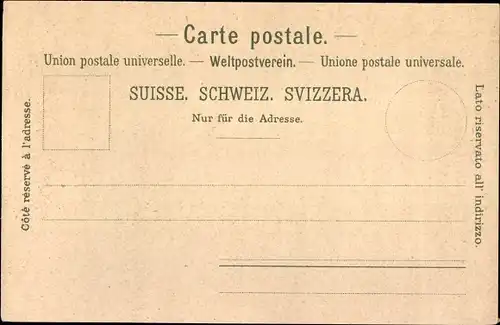 — Carte postale. —
Union postale universelle. — Weltpostverein. — Unione postale universale.
SUISSE. SCHWEIZ. SVIZZERA.
Nur für die Adresse.
Côté réservé à l'adresse.
Lato riservato all' indirizzo.